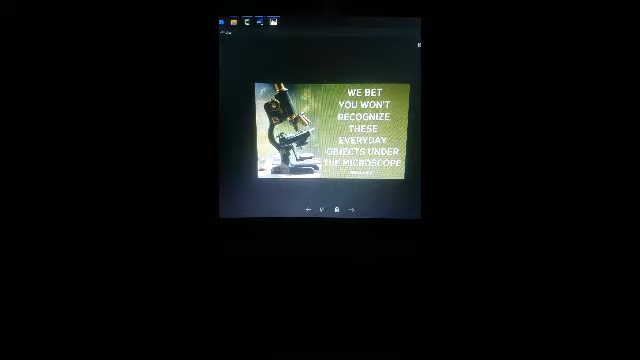 WE BET
YOU WON'T
RECOGNIZE
THESE
EVERYDAY
OBJECTS UNDER
THE MICROSCOPE